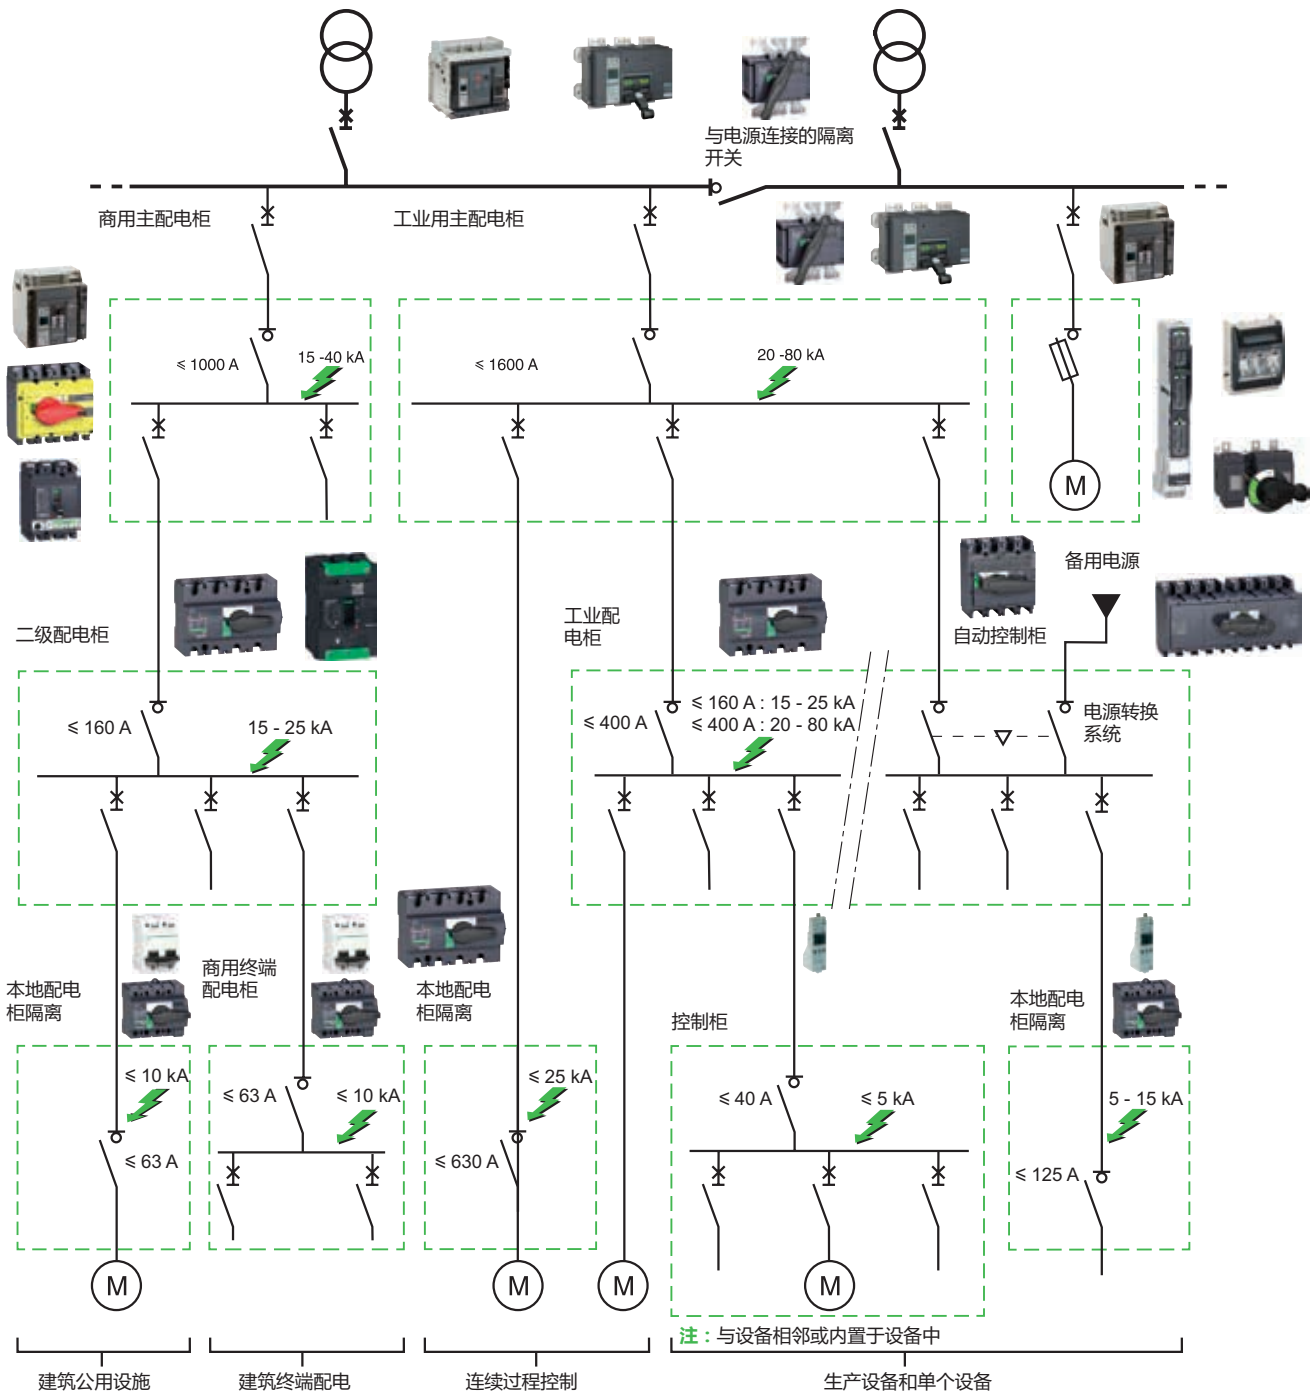 与电源连接的隔离
开关
商用主配电柜
工业用主配电柜
≤ 1000 A
15 -40 kA
≤ 1600 A
20 -80 kA
M
备用电源
二级配电柜
工业配
电柜
自动控制柜
≤ 160 A
15 - 25 kA
≤ 400 A
≤ 160 A : 15 - 25 kA
≤ 400 A : 20 - 80 kA
电源转换
系统
本地配电
柜隔离
商用终端
配电柜
本地配电
柜隔离
控制柜
本地配电
柜隔离
≤ 10 kA
≤ 63 A
≤ 63 A
≤ 10 kA
≤ 25 kA
≤ 630 A
≤ 40 A
≤ 5 kA
5 - 15 kA
≤ 125 A
M
M
M
M
注：与设备相邻或内置于设备中
建筑公用设施
建筑终端配电
连续过程控制
生产设备和单个设备